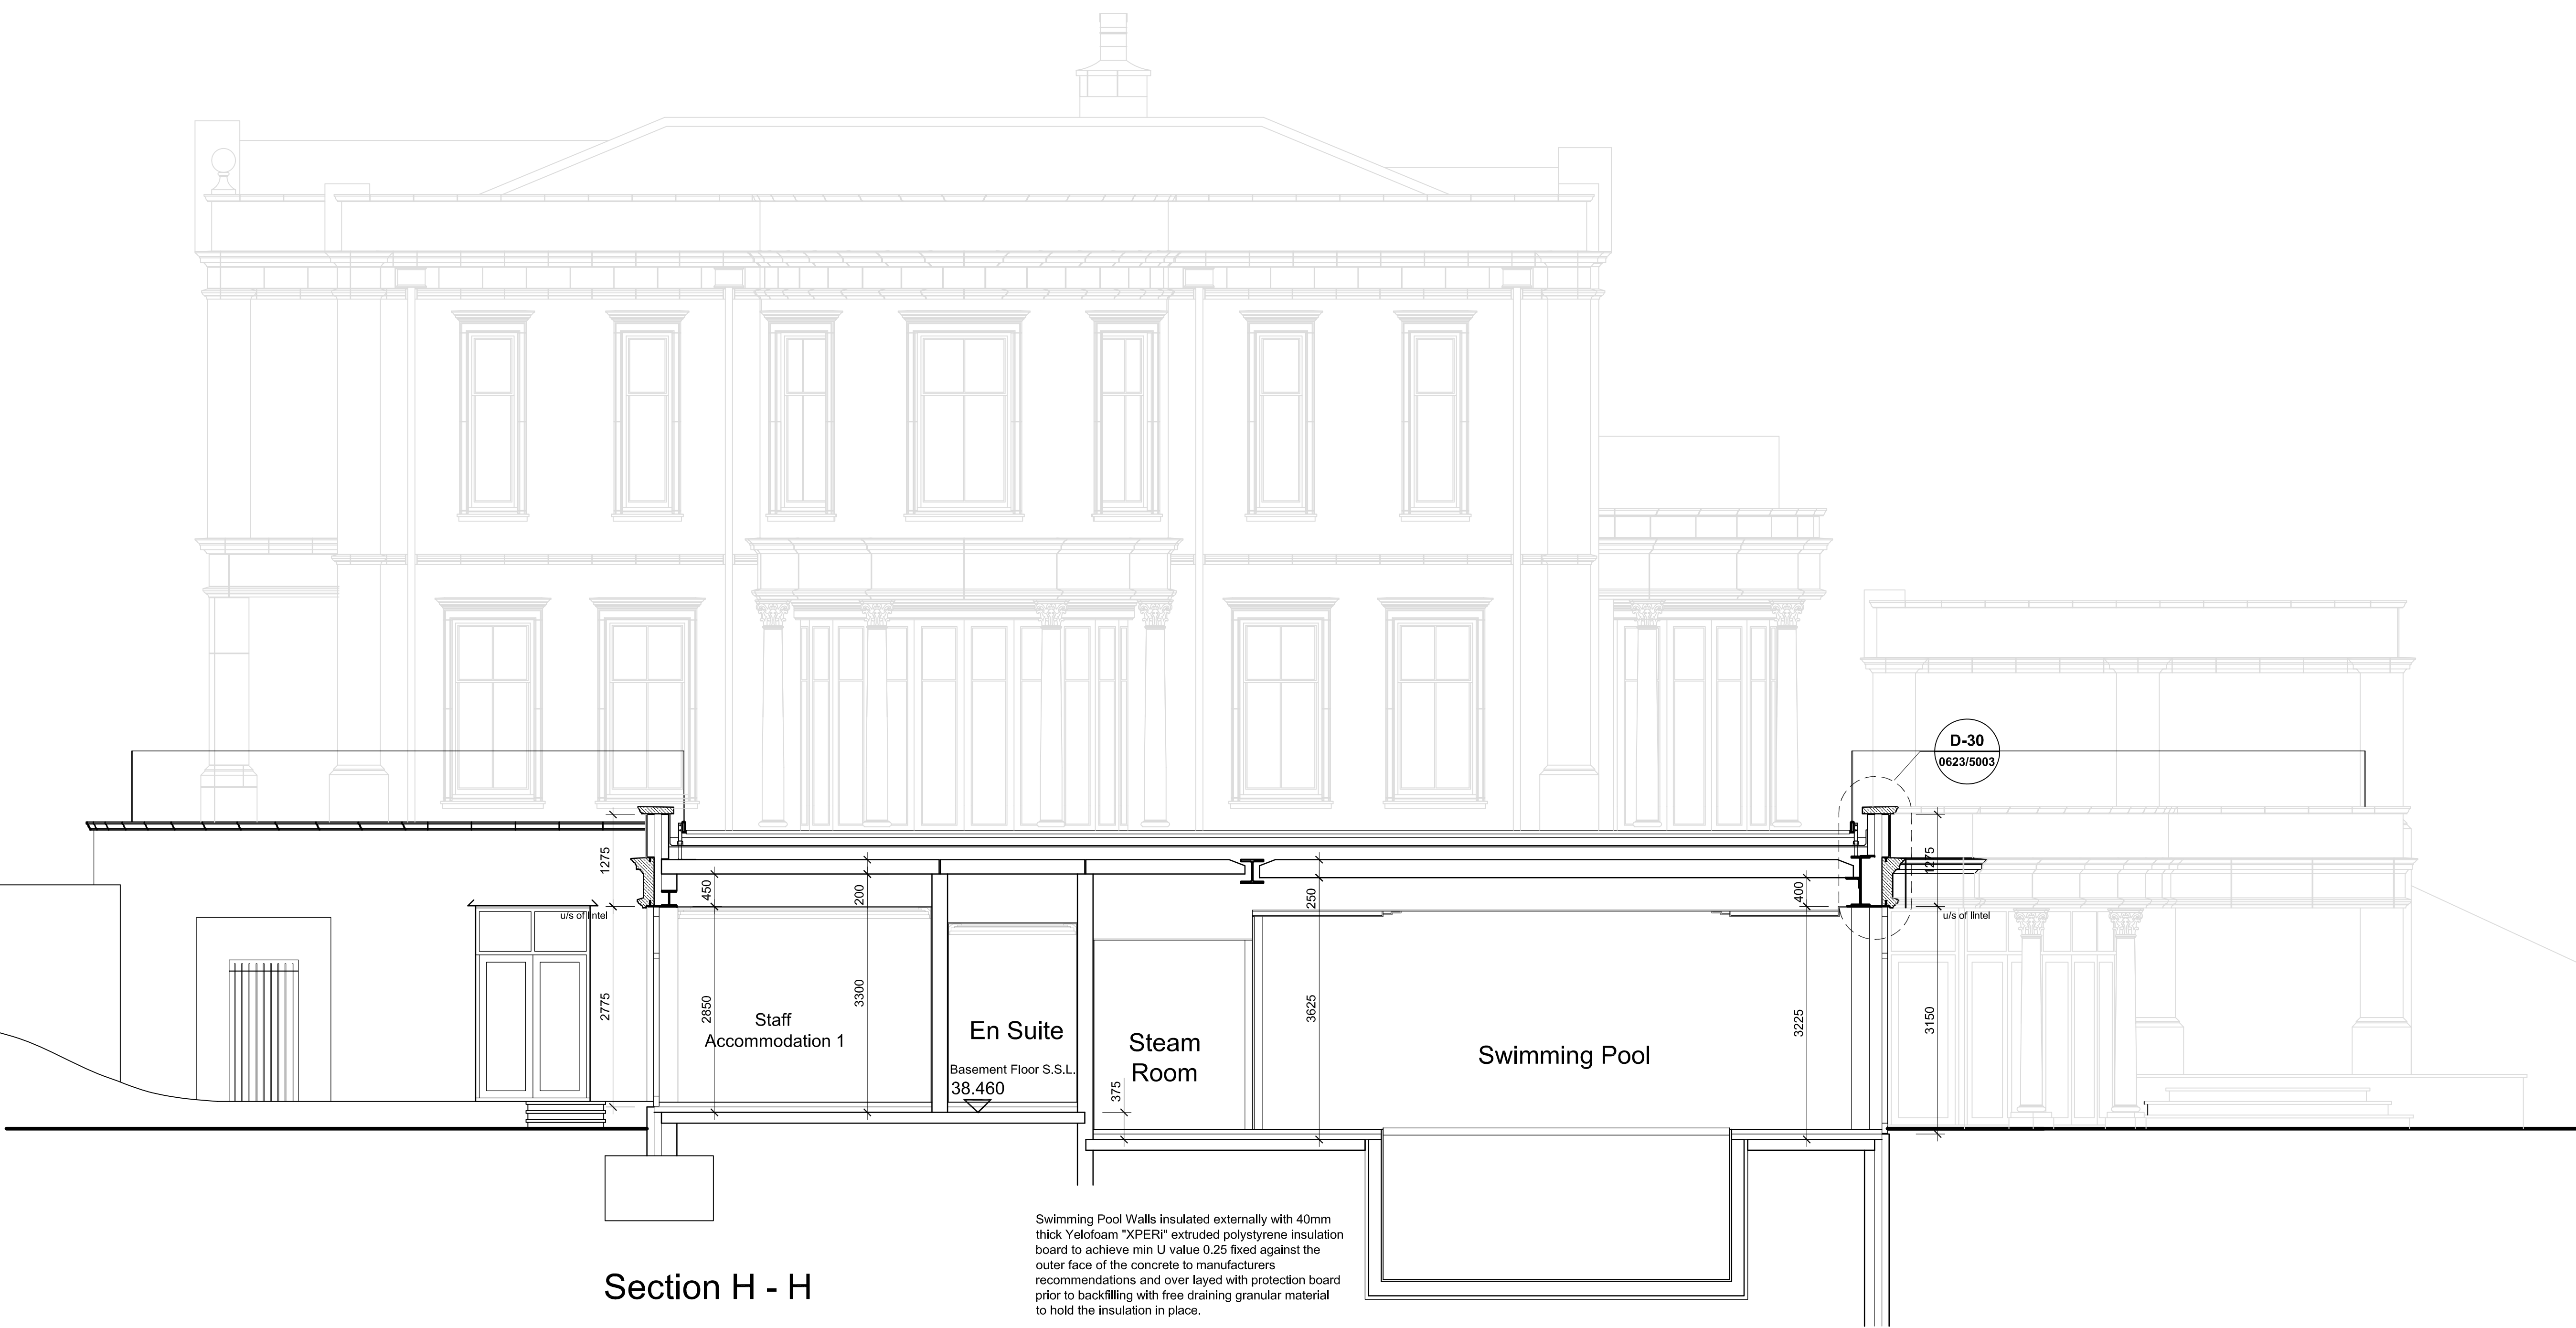 D-30
0623/5003
1275
450
200
250
400
1275
u/s of lintel
u/s of lintel
2775
2850
3300
3625
3225
3150
Staff
Accommodation 1
En Suite
Steam
Room
Swimming Pool
Basement Floor S.S.L.
38.460
375
Swimming Pool Walls insulated externally with 40mm
thick Yelofoam "XPERi" extruded polystyrene insulation
board to achieve min U value 0.25 fixed against the
outer face of the concrete to manufacturers
recommendations and over layed with protection board
prior to backfilling with free draining granular material
to hold the insulation in place.
Section H - H